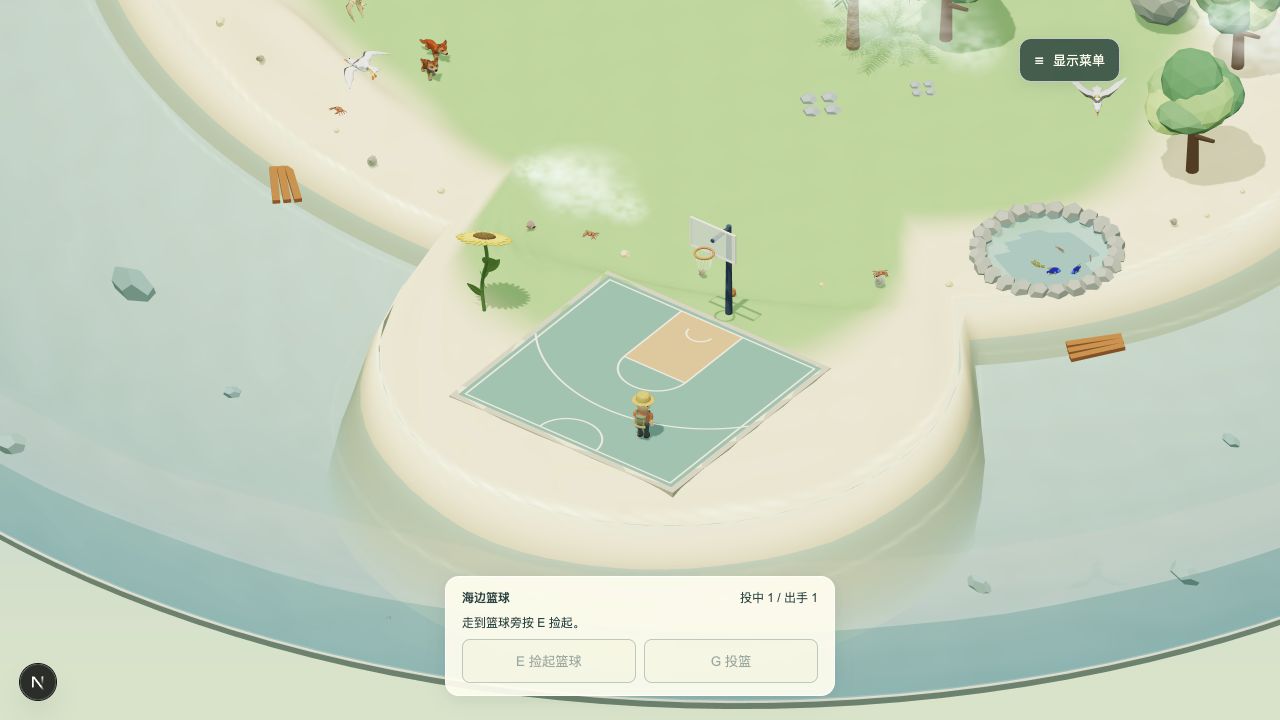 ≡ 显示菜单
海边篮球
投中 1 / 出手 1
走到篮球旁按 E 捡起。
E 捡起篮球
G 投篮
N